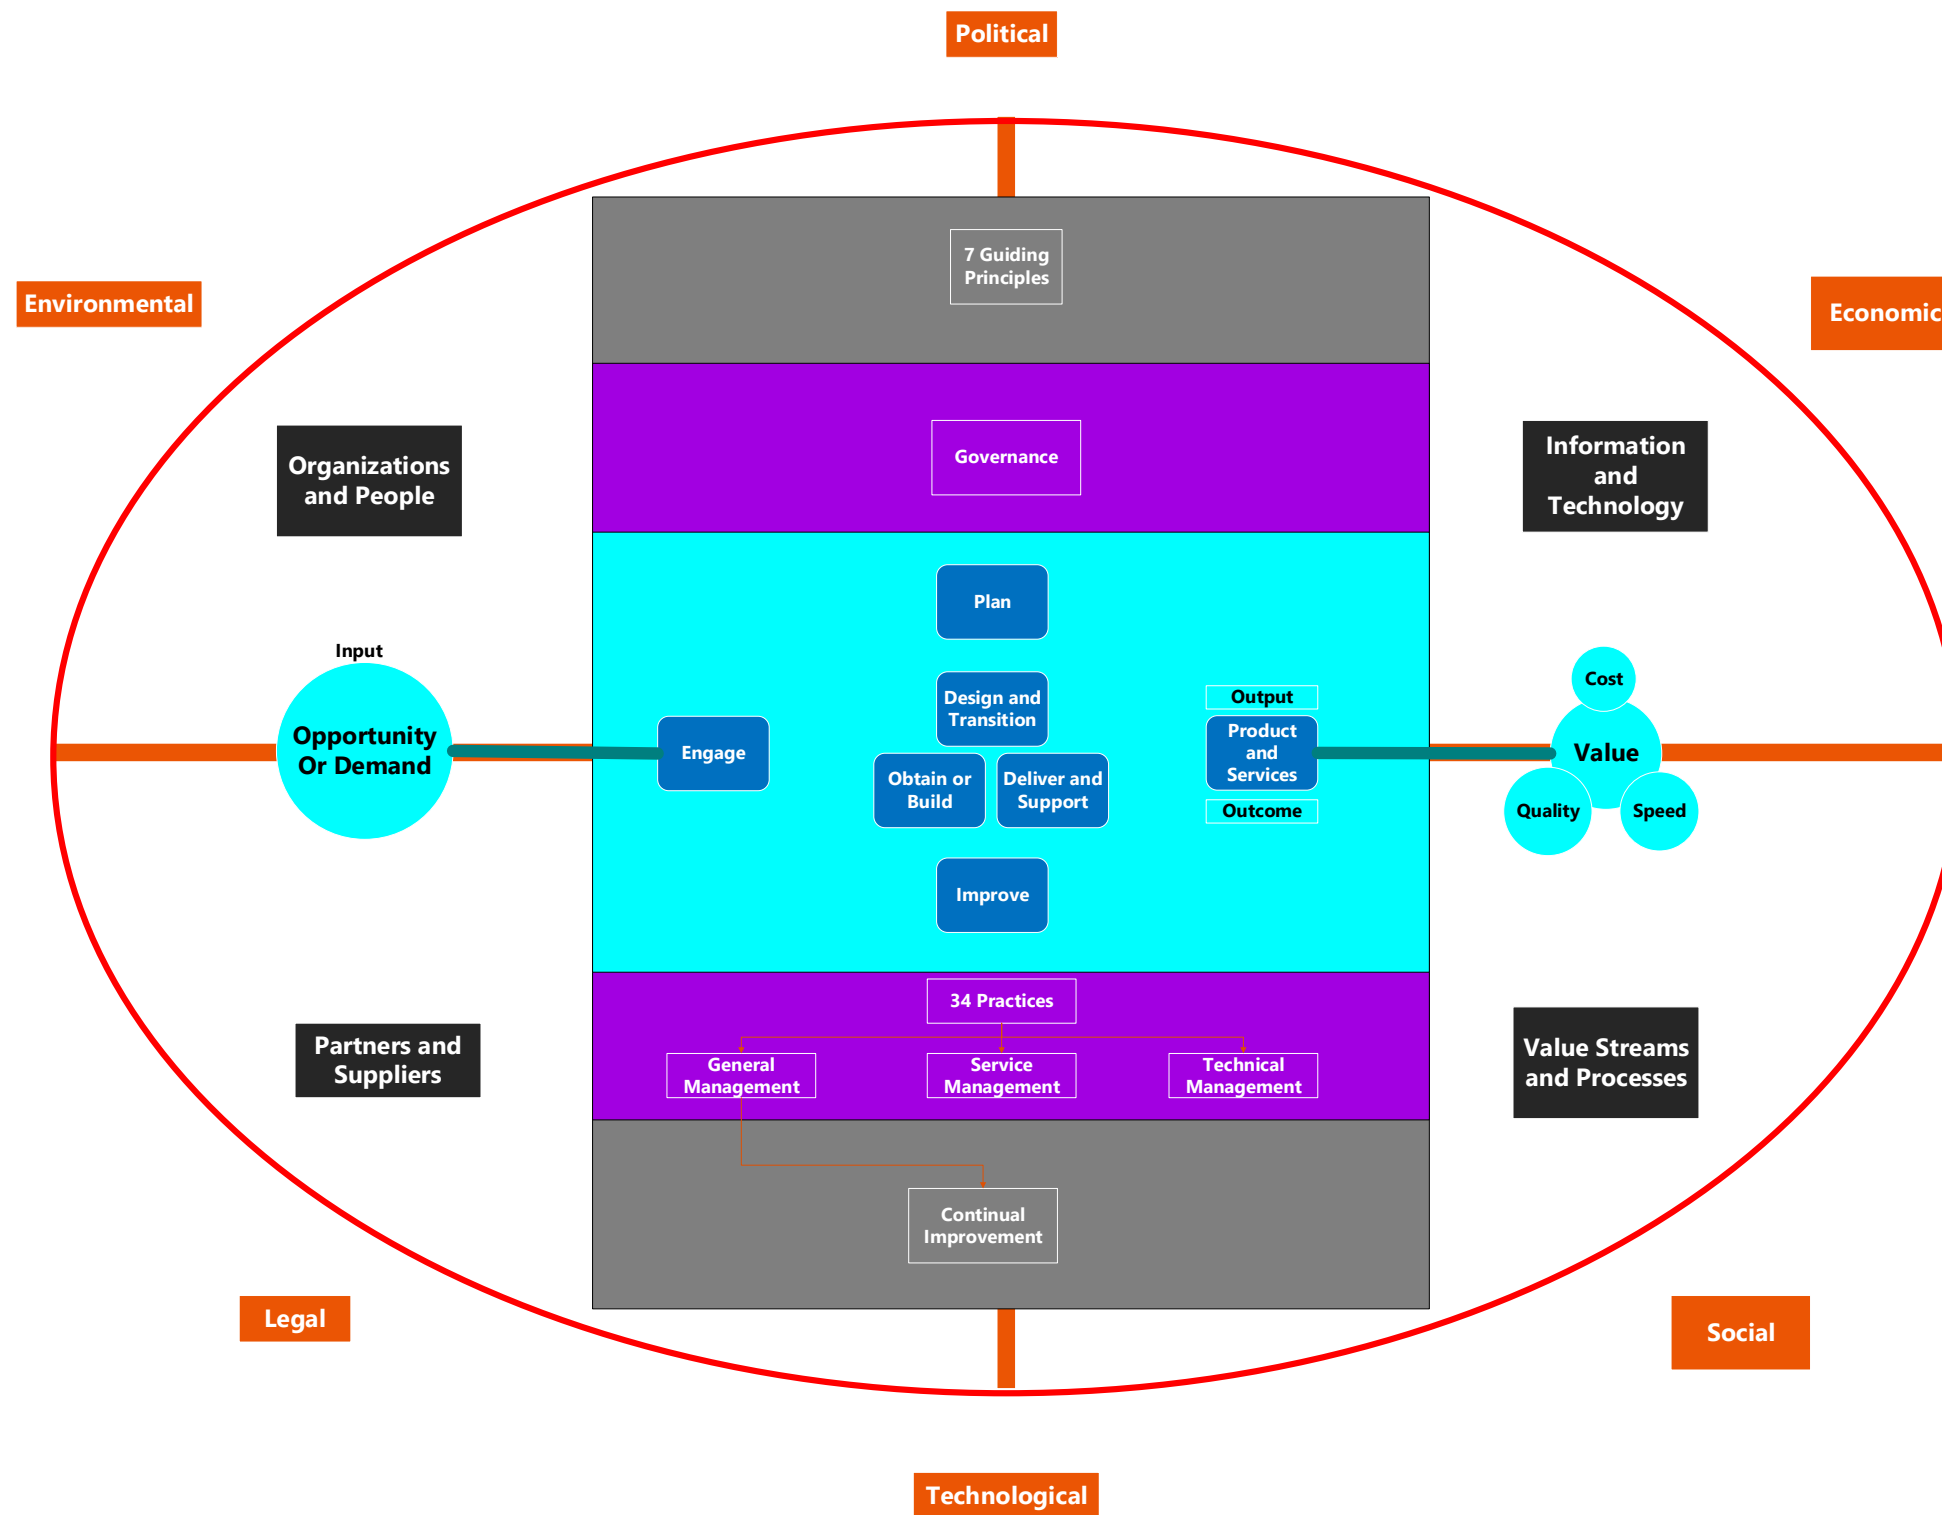 Political
Environmental
Economic
7 Guiding
Principles
Governance
Organizations
and People
Information
and
Technology
Plan
Input
Opportunity
Or Demand
Engage
Design and
Transition
Obtain or
Build
Deliver and
Support
Improve
Output
Product
and
Services
Outcome
Cost
Value
Quality
Speed
34 Practices
General
Management
Service
Management
Technical
Management
Partners and
Suppliers
Value Streams
and Processes
Continual
Improvement
Legal
Social
Technological